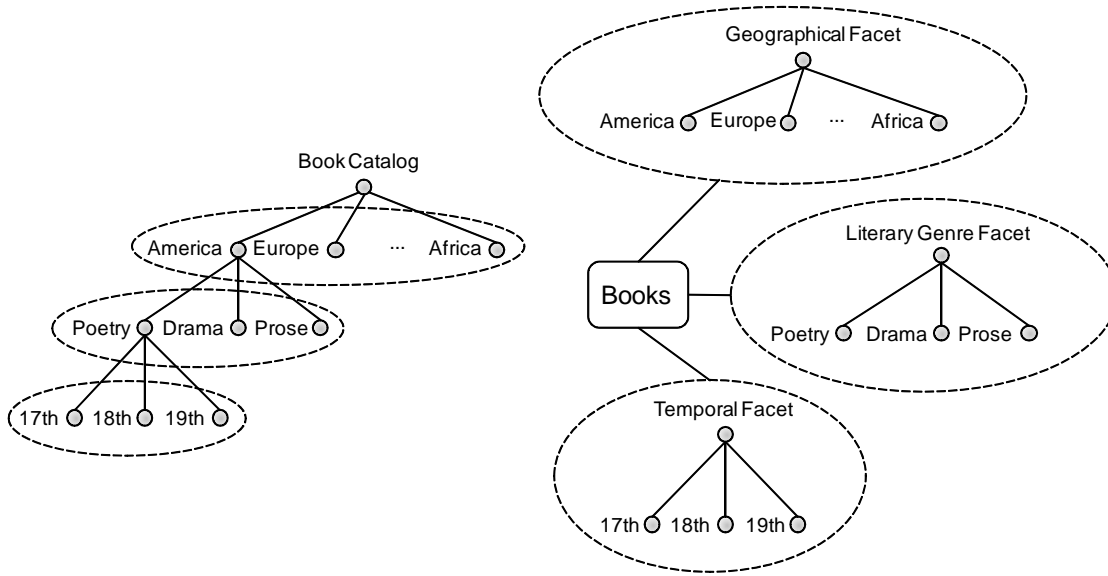 Book Catalog
America Europe ... Africa
Poetry Drama Prose
17th 18th 19th
Geographical Facet
America Europe ... Africa
Books
Literary Genre Facet
Poetry Drama Prose
Temporal Facet
17th 18th 19th